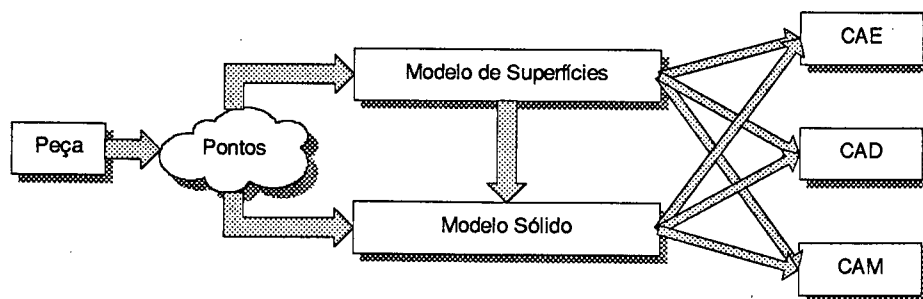 Peça
Pontos
Modelo de Superfícies
Modelo Sólido
CAE
CAD
CAM